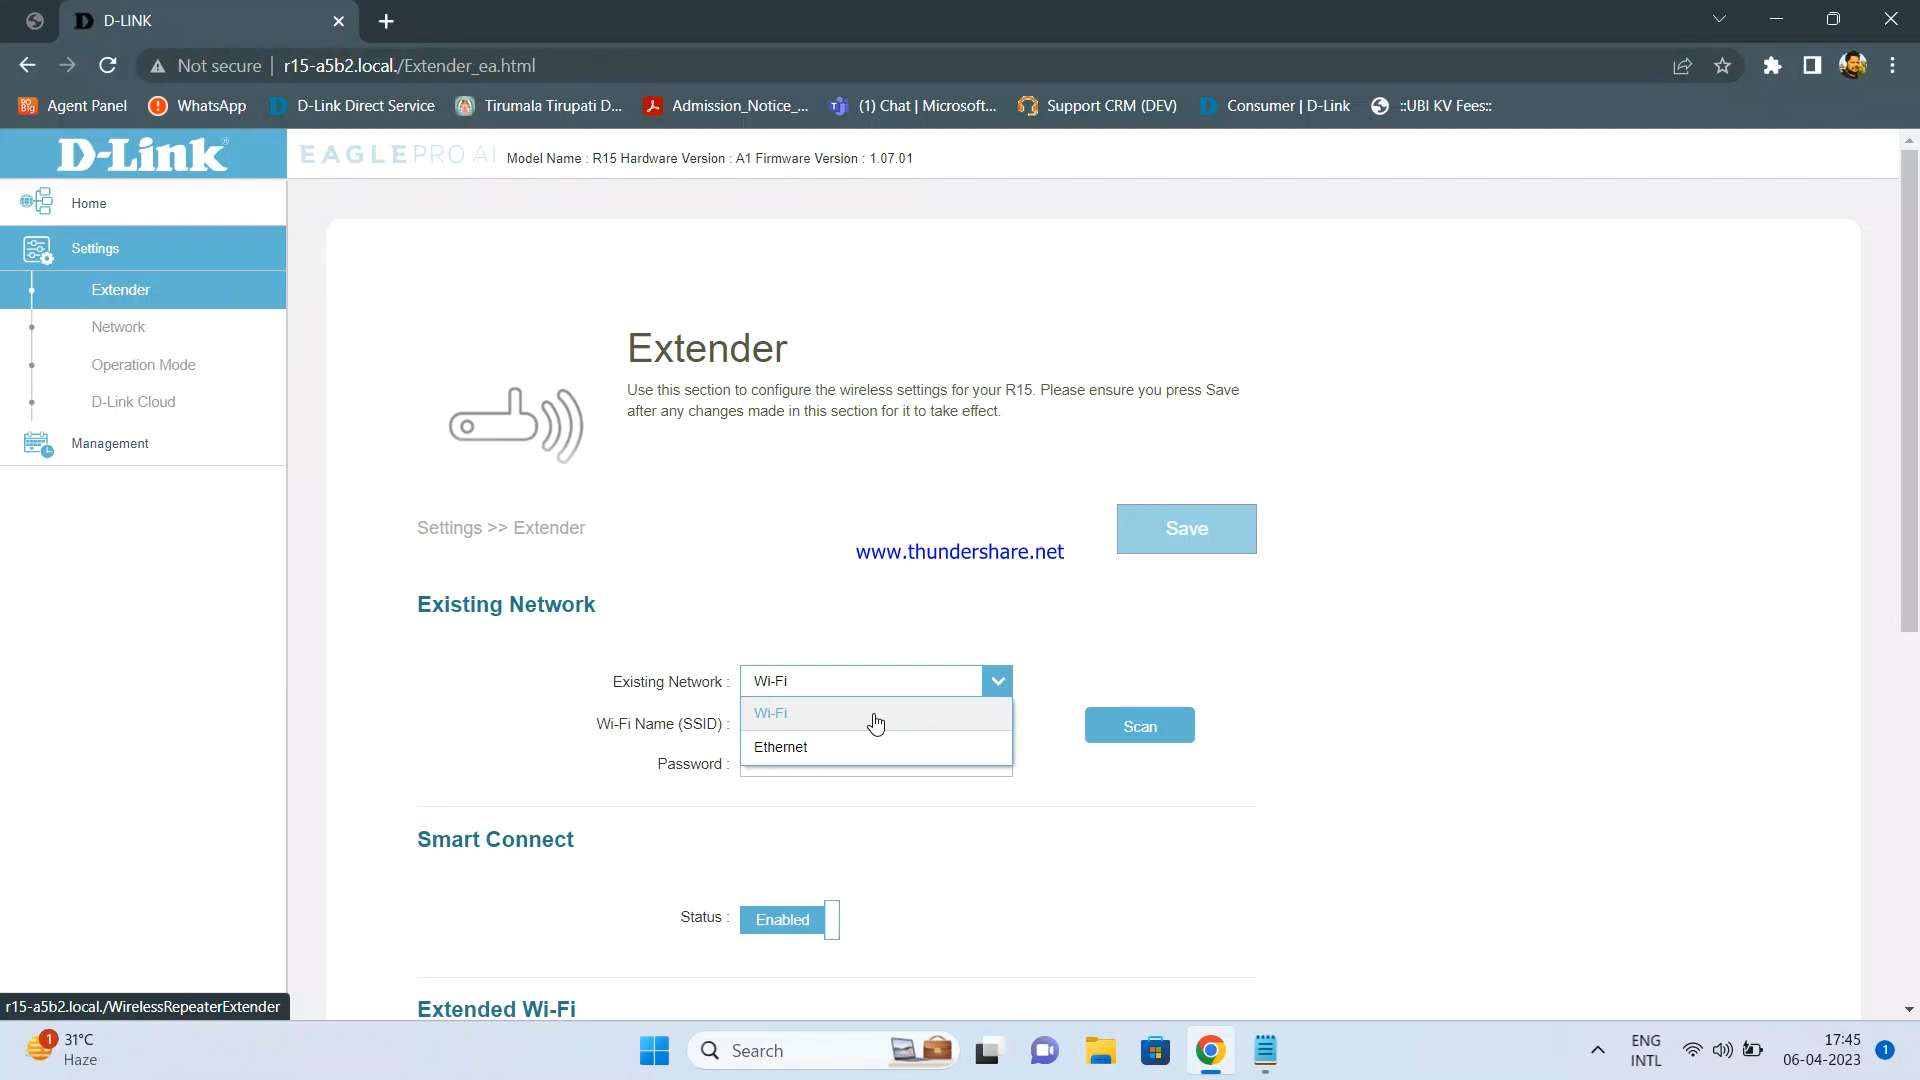 D-LINK
Not secure
r15-a5b2.local./Extender_ea.html
Agent Panel
WhatsApp
D-Link Direct Service
Tirumala Tirupati D...
Admission_Notice_...
(1) Chat | Microsoft...
Support CRM (DEV)
Consumer | D-Link
::UBI KV Fees::
D-Link
EAGLE PRO AI
Model Name : R15 Hardware Version : A1 Firmware Version : 1.07.01
Home
Settings
Extender
Network
Operation Mode
D-Link Cloud
Management
Extender
Use this section to configure the wireless settings for your R15. Please ensure you press Save
after any changes made in this section for it to take effect.
Settings >> Extender
Save
www.thundershare.net
Existing Network
Existing Network :
Wi-Fi
Wi-Fi
Wi-Fi Name (SSID) :
Scan
Ethernet
Password :
Smart Connect
Status :
Enabled
Extended Wi-Fi
r15-a5b2.local./WirelessRepeaterExtender
1
31°C
Haze
Search
ENG
INTL
17:45
06-04-2023
1